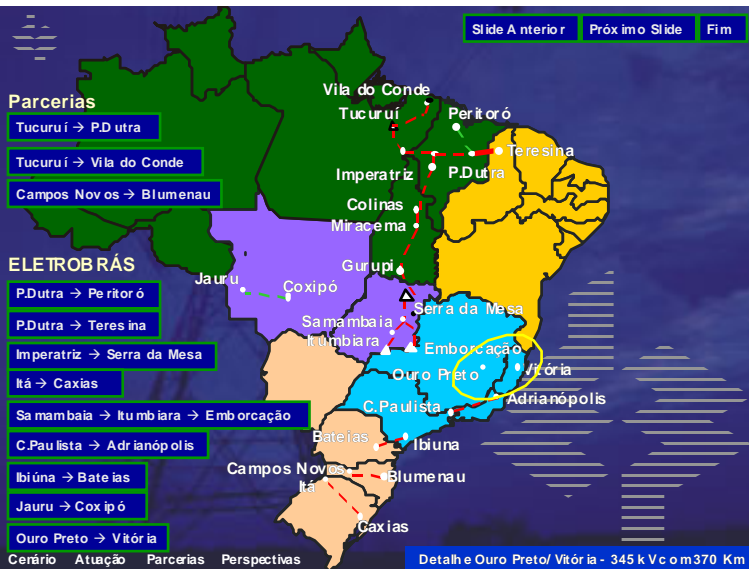 Slide Anterior
Próximo Slide
Fim
Parcerias
Tucuruí → P.Dutra
Tucuruí → Vila do Conde
Campos Novos → Blumenau
ELETROBRÁS
P.Dutra → Peritoró
P.Dutra → Teresina
Imperatriz → Serra da Mesa
Itá → Caxias
Samambaia → Itumbiara → Emborcação
C.Paulista → Adrianópolis
Ibiúna → Bateias
Jauru → Coxipó
Ouro Preto → Vitória
Vila do Conde
Tucuruí
Peritoró
Teresina
Imperatriz
P.Dutra
Colinas
Miracema
Gurupi
Jauru
Coxipó
Serra da Mesa
Samambaia
Itumbiara
Emborcação
Ouro Preto
Vitória
C.Paulista
Adrianópolis
Bateias
Ibiuna
Campos Novos
Itá
Blumenau
Caxias
Cenário Atuação Parcerias Perspectivas
Detalhe Ouro Preto/Vitória - 345 kV com 370 Km